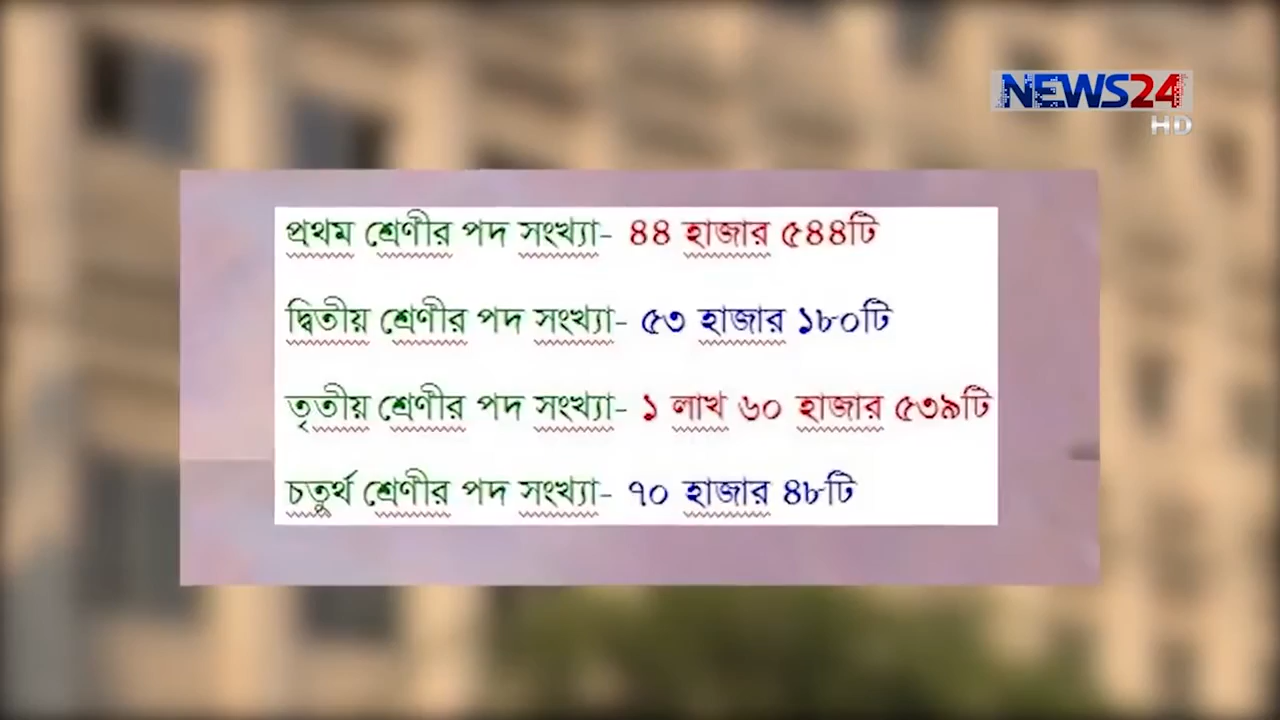 NEWS24
HD
প্রথম শ্রেণীর পদ সংখ্যা- ৪৪ হাজার ৫৪৪টি
দ্বিতীয় শ্রেণীর পদ সংখ্যা- ৫৩ হাজার ১৮০টি
তৃতীয় শ্রেণীর পদ সংখ্যা- ১ লাখ ৬০ হাজার ৫৩৯টি
চতুর্থ শ্রেণীর পদ সংখ্যা- ৭০ হাজার ৪৮টি